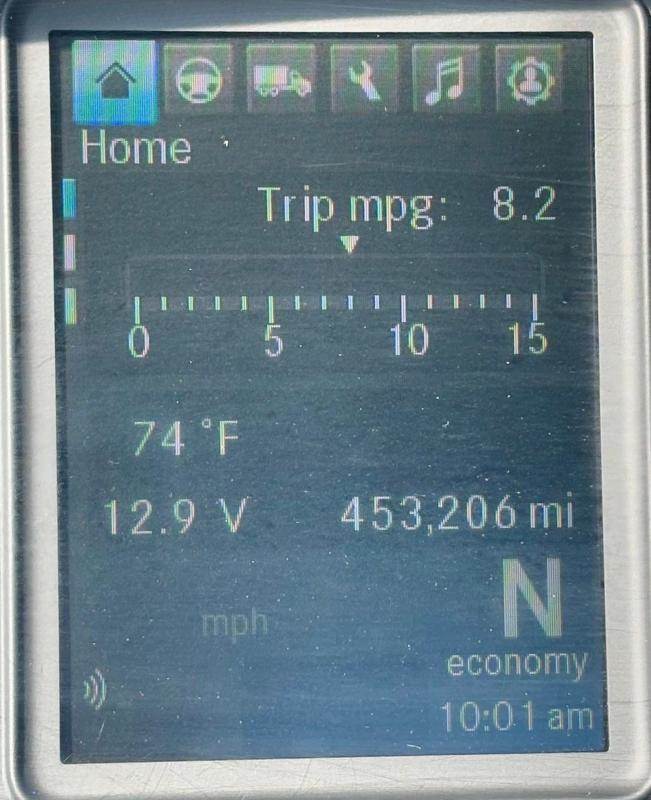 Home
Trip mpg: 8.2
0 5 10 15
74 °F
12.9 V 453,206 mi
N
mph
economy
10:01 am